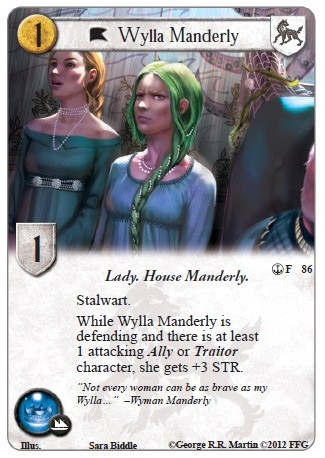 1
Wylla Manderly
1
Lady. House Manderly.
F 86
Stalwart.
While Wylla Manderly is
defending and there is at least
1 attacking Ally or Traitor
character, she gets +3 STR.
"Not every woman can be as brave as my
Wylla…" –Wyman Manderly
Illus. Sara Biddle ©George R.R. Martin ©2012 FFG